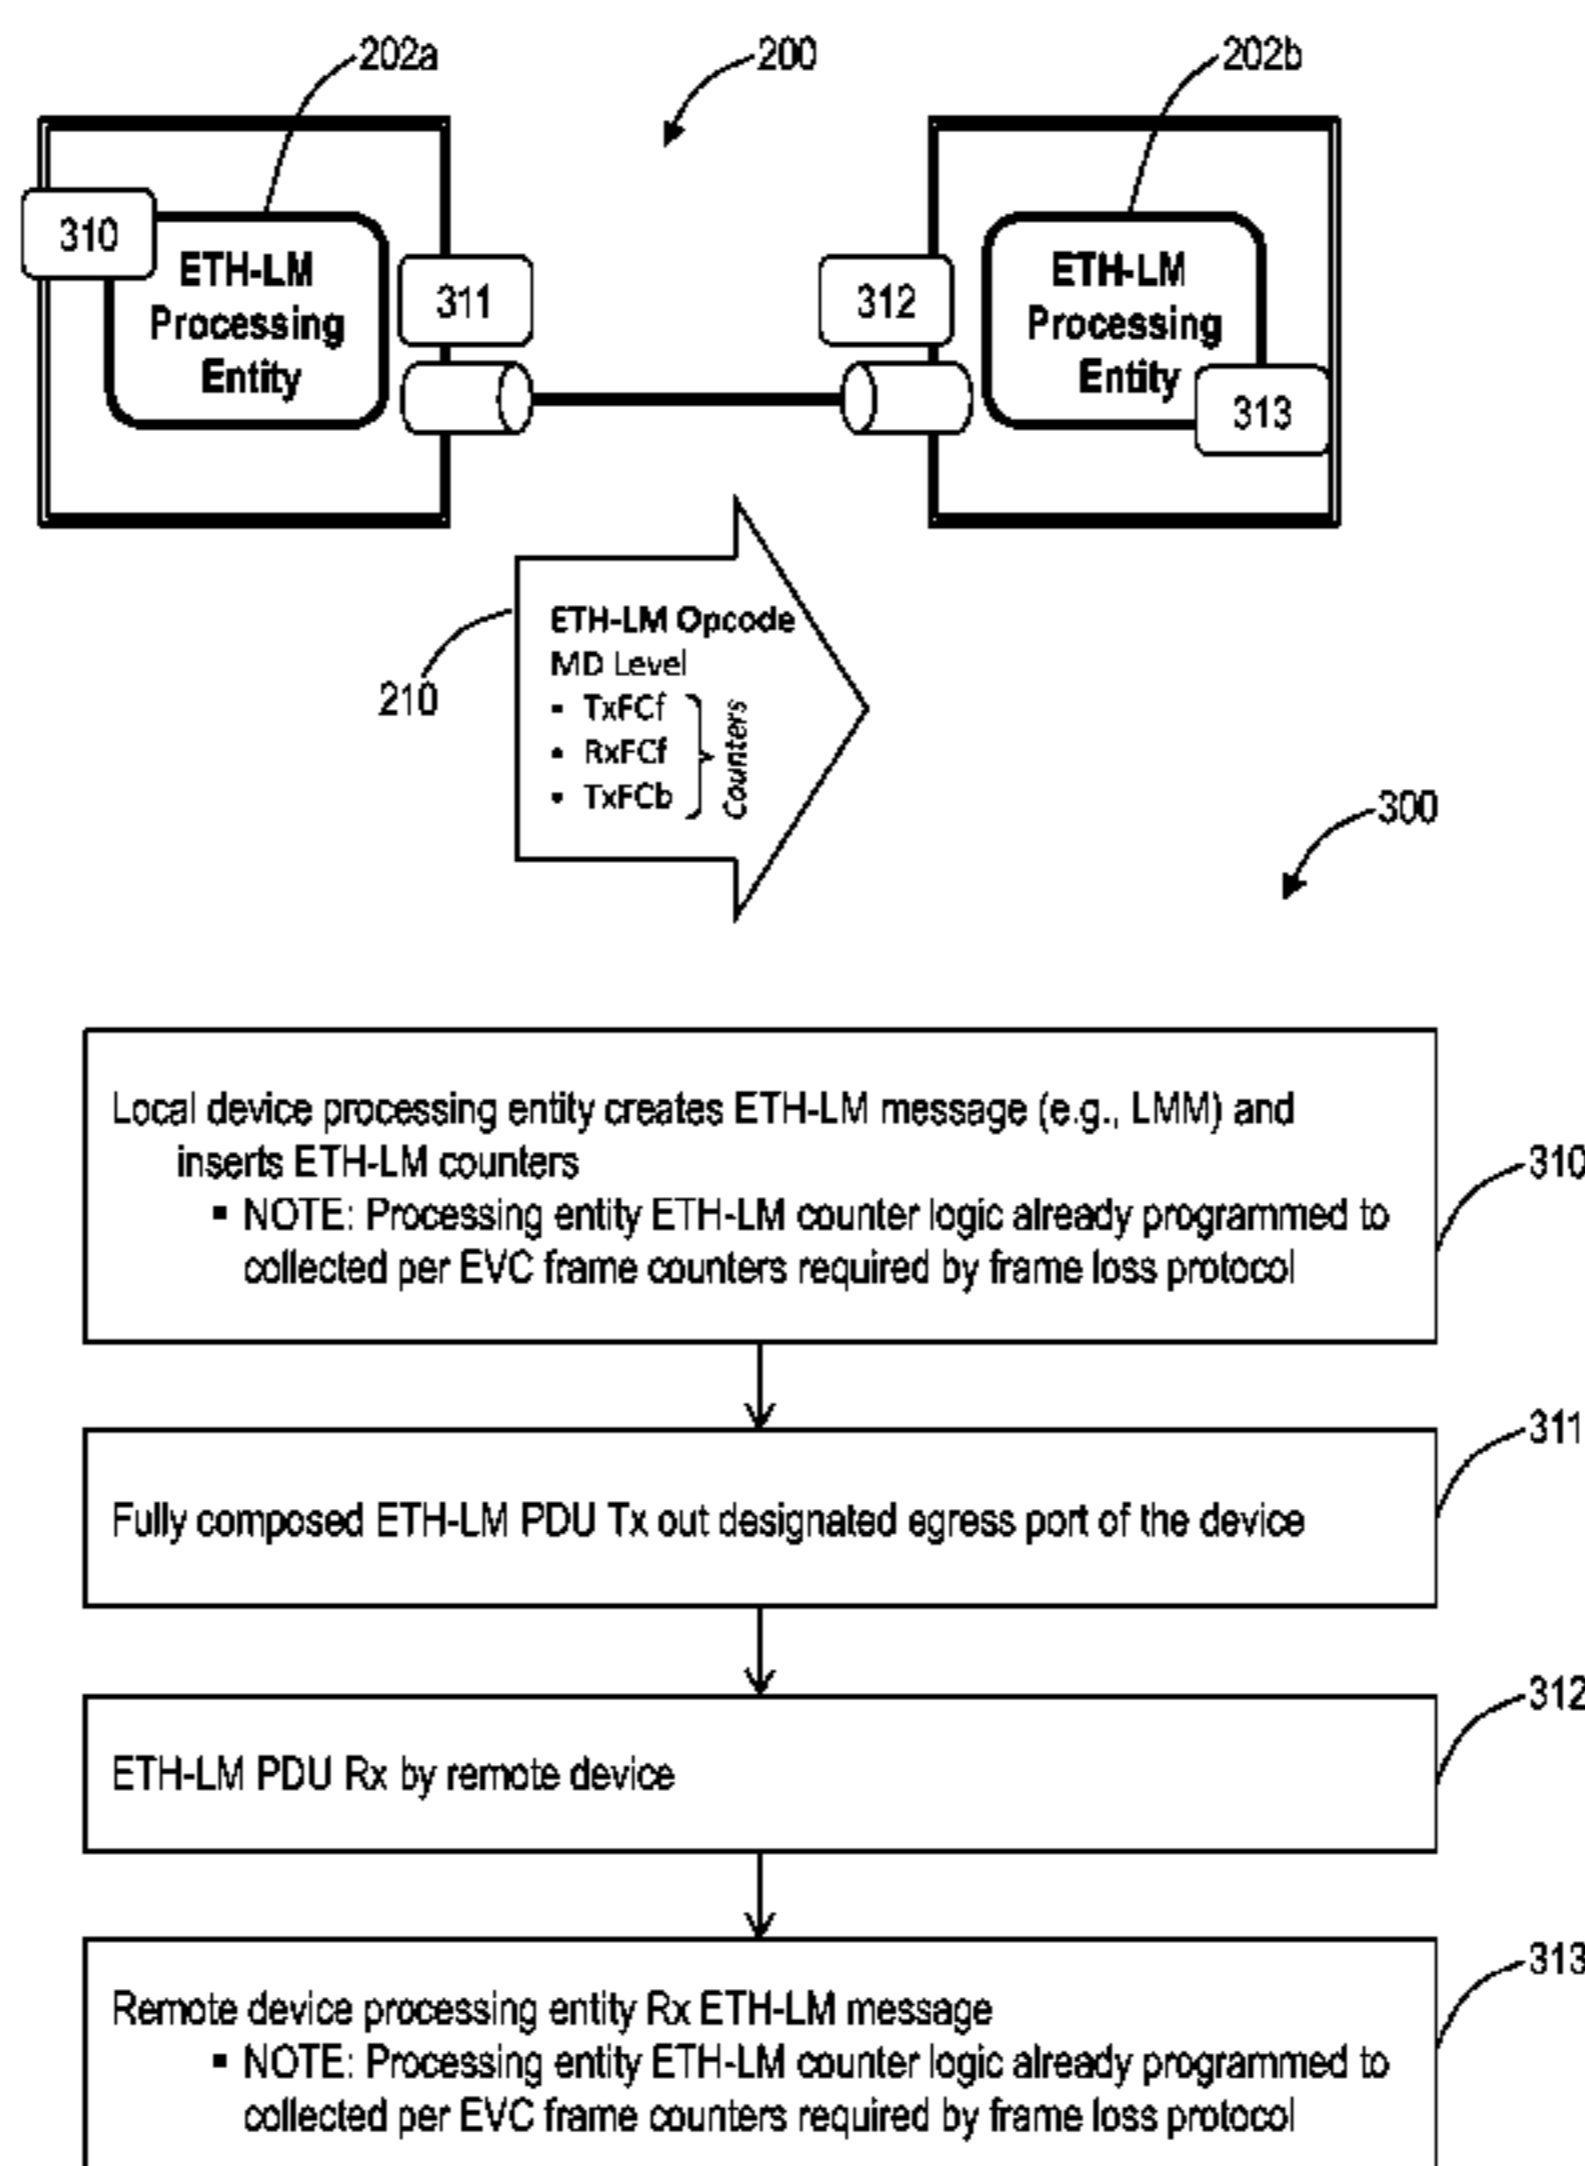 202a
200
202b
310
ETH-LM
Processing
Entity
311
312
ETH-LM
Processing
Entity
313
210
ETH-LM Opcode
MD Level
▪ TxFCf
• RxFCf
• TxFCb
Counters
300
Local device processing entity creates ETH-LM message (e.g., LMM) and
inserts ETH-LM counters
▪ NOTE: Processing entity ETH-LM counter logic already programmed to
collected per EVC frame counters required by frame loss protocol
310
Fully composed ETH-LM PDU Tx out designated egress port of the device
311
ETH-LM PDU Rx by remote device
312
Remote device processing entity Rx ETH-LM message
▪ NOTE: Processing entity ETH-LM counter logic already programmed to
collected per EVC frame counters required by frame loss protocol
313